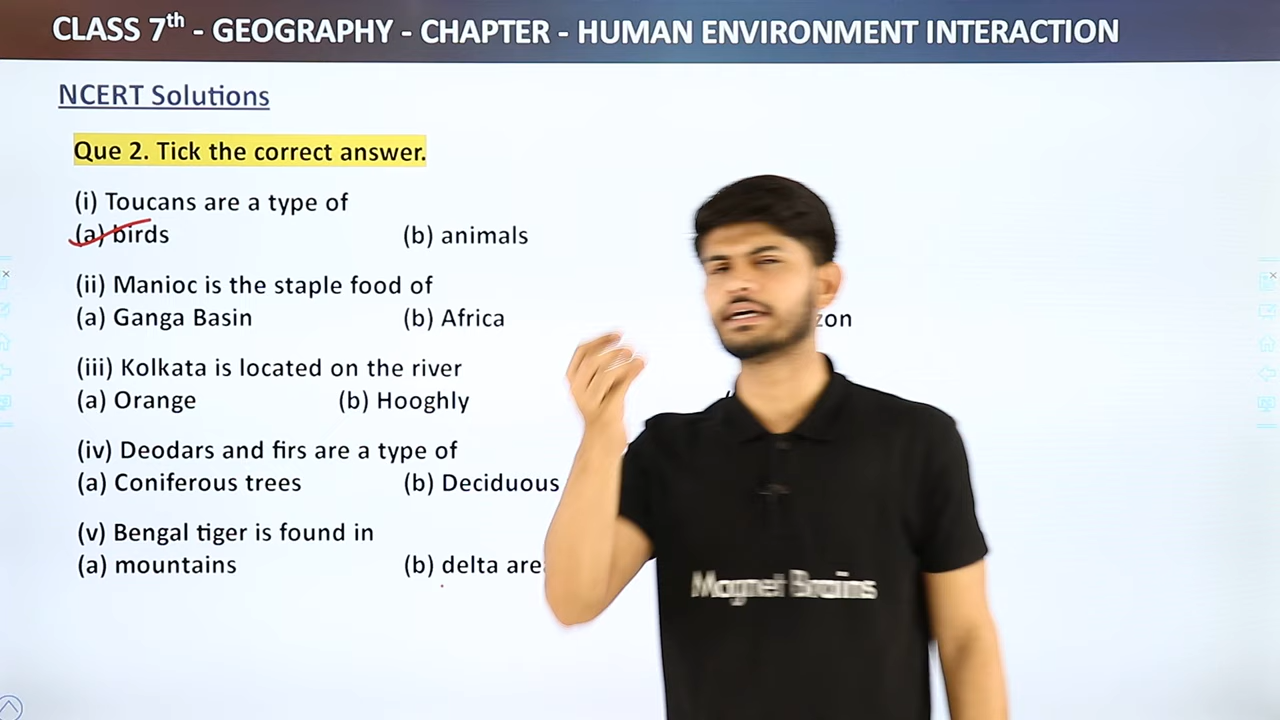 CLASS 7th - GEOGRAPHY - CHAPTER - HUMAN ENVIRONMENT INTERACTION
NCERT Solutions
Que 2. Tick the correct answer.
(i) Toucans are a type of
(a) birds (b) animals
(ii) Manioc is the staple food of
(a) Ganga Basin (b) Africa
(iii) Kolkata is located on the river
(a) Orange (b) Hooghly
(iv) Deodars and firs are a type of
(a) Coniferous trees (b) Deciduous
(v) Bengal tiger is found in
(a) mountains (b) delta
Magnet Brains